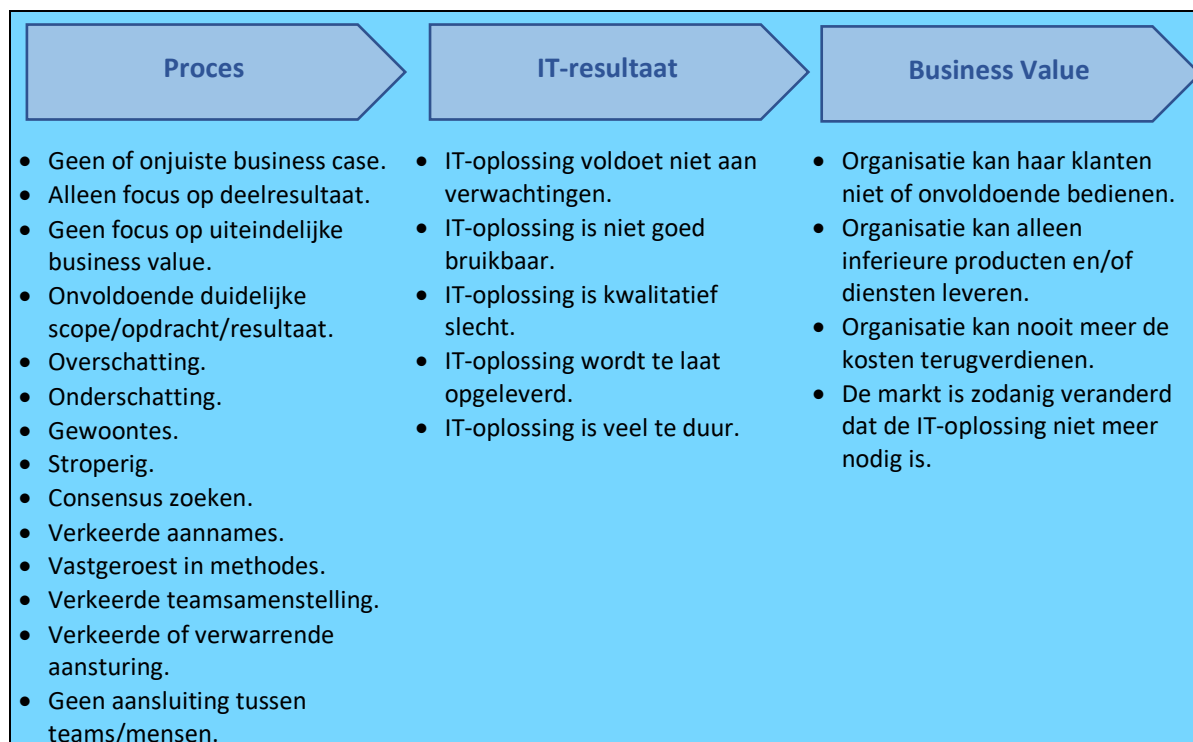 Proces
IT-resultaat
Business Value
• Geen of onjuiste business case.
• Alleen focus op deelresultaat.
• Geen focus op uiteindelijke
business value.
• Onvoldoende duidelijke
scope/opdracht/resultaat.
• Overschatting.
• Onderschatting.
• Gewoontes.
• Stroperig.
• Consensus zoeken.
• Verkeerde aannames.
• Vastgeroest in methodes.
• Verkeerde teamsamenstelling.
• Verkeerde of verwarrende
aansturing.
• Geen aansluiting tussen
teams/mensen.
• IT-oplossing voldoet niet aan
verwachtingen.
• IT-oplossing is niet goed
bruikbaar.
• IT-oplossing is kwalitatief
slecht.
• IT-oplossing wordt te laat
opgeleverd.
• IT-oplossing is veel te duur.
• Organisatie kan haar klanten
niet of onvoldoende bedienen.
• Organisatie kan alleen
inferieure producten en/of
diensten leveren.
• Organisatie kan nooit meer de
kosten terugverdienen.
• De markt is zodanig veranderd
dat de IT-oplossing niet meer
nodig is.